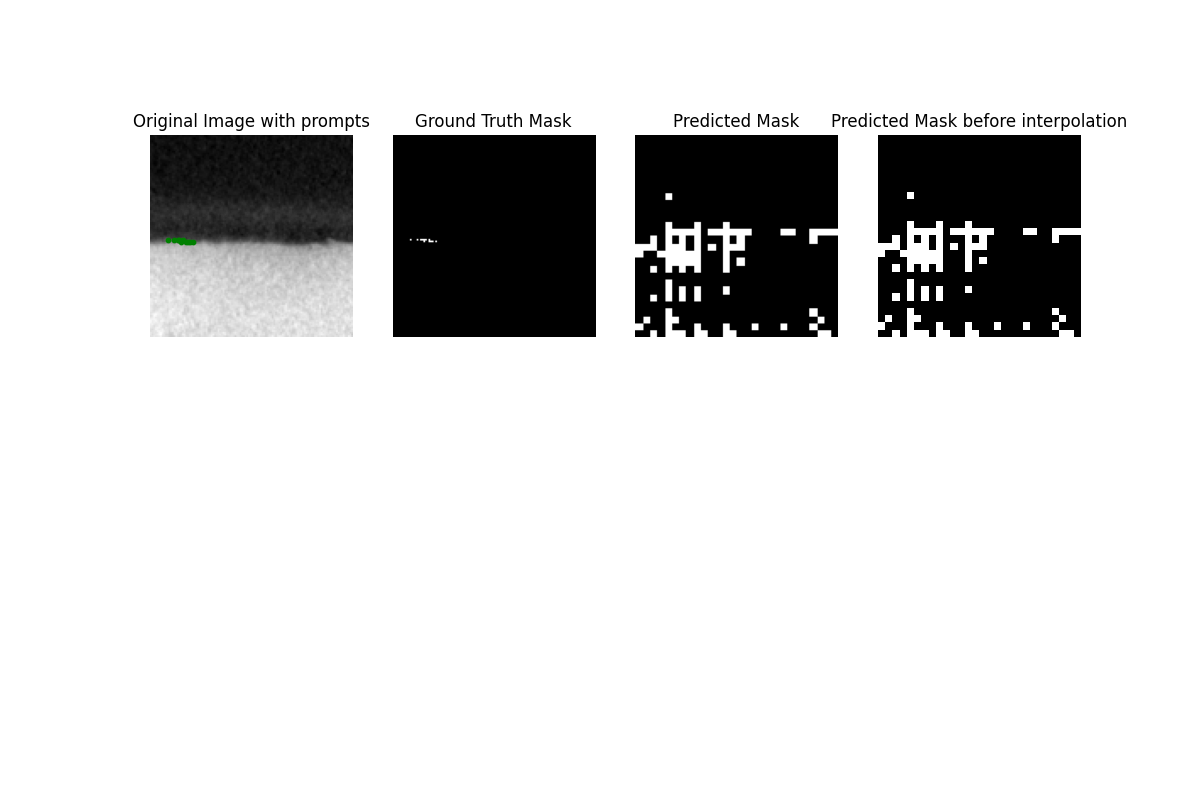 Original Image with prompts
Ground Truth Mask
Predicted Mask
Predicted Mask before interpolation